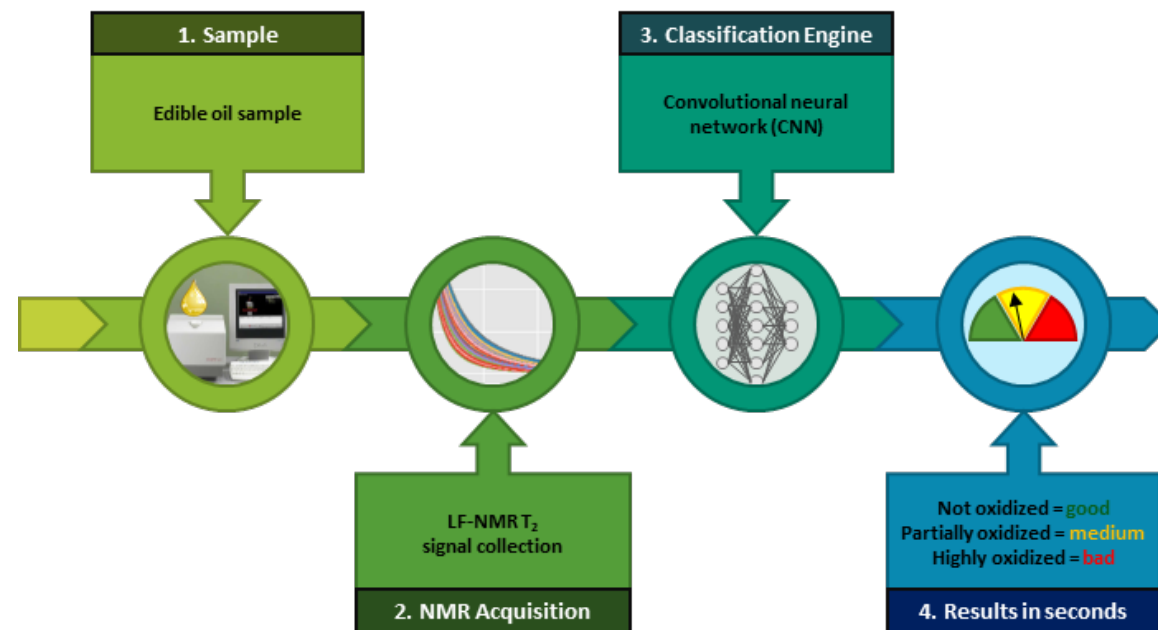 1. Sample
Edible oil sample
3. Classification Engine
Convolutional neural
network (CNN)
LF-NMR T₂
signal collection
2. NMR Acquisition
Not oxidized = good
Partially oxidized = medium
Highly oxidized = bad
4. Results in seconds